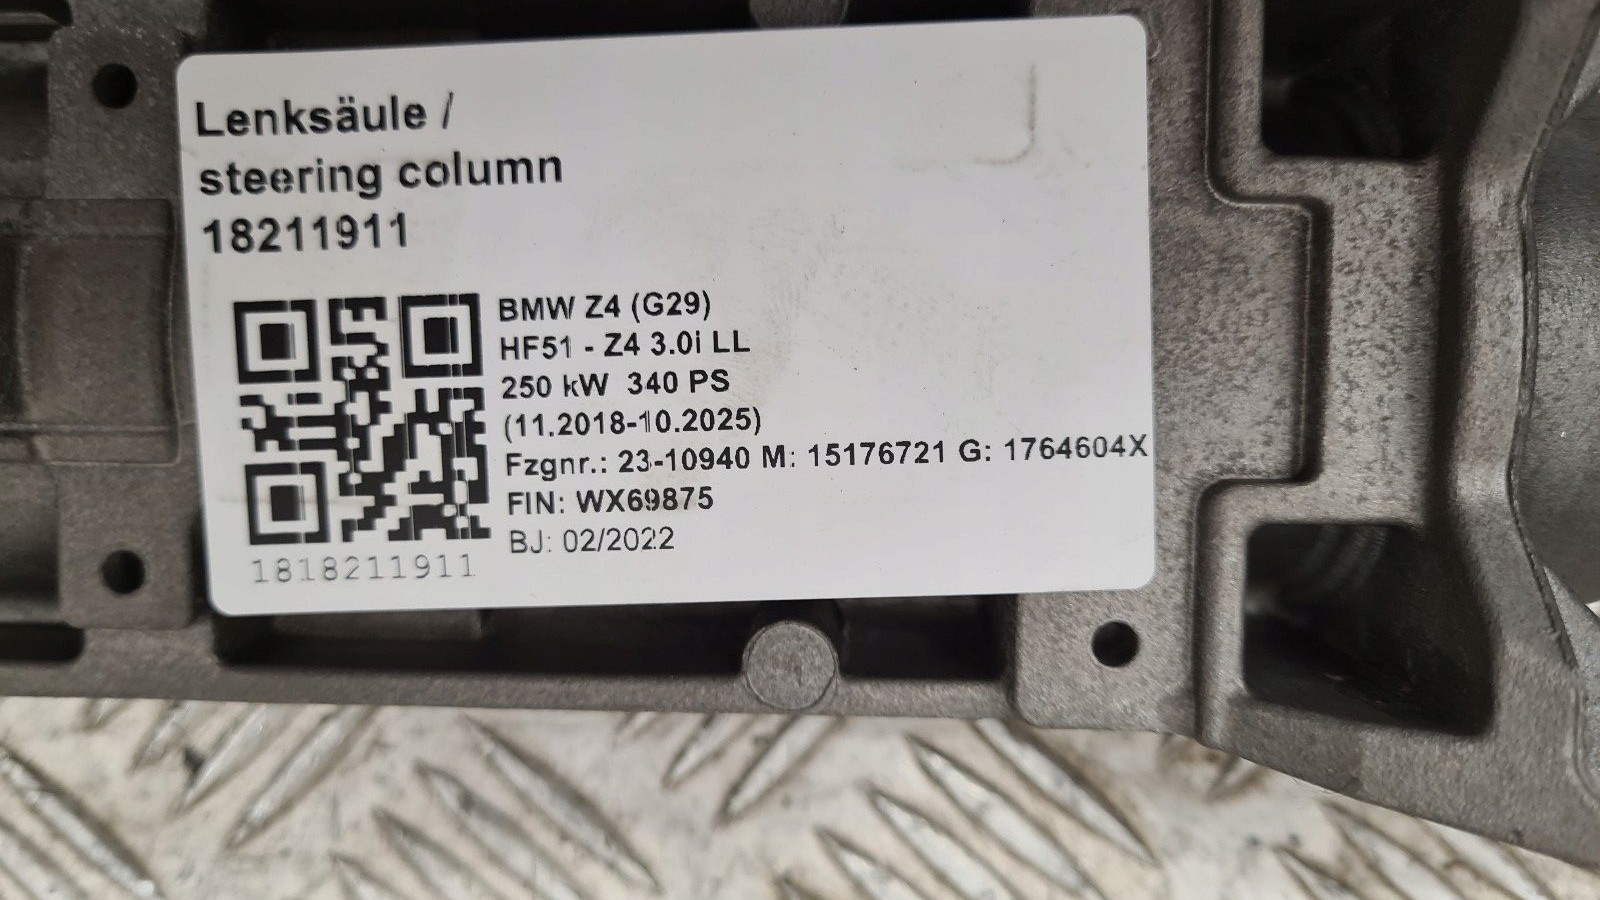 Lenksäule /
steering column
18211911
BMW Z4 (G29)
HF51 - Z4 3.0i LL
250 kW 340 PS
(11.2018-10.2025)
Fzgnr.: 23-10940 M: 15176721 G: 1764604X
FIN: WX69875
BJ: 02/2022
1818211911